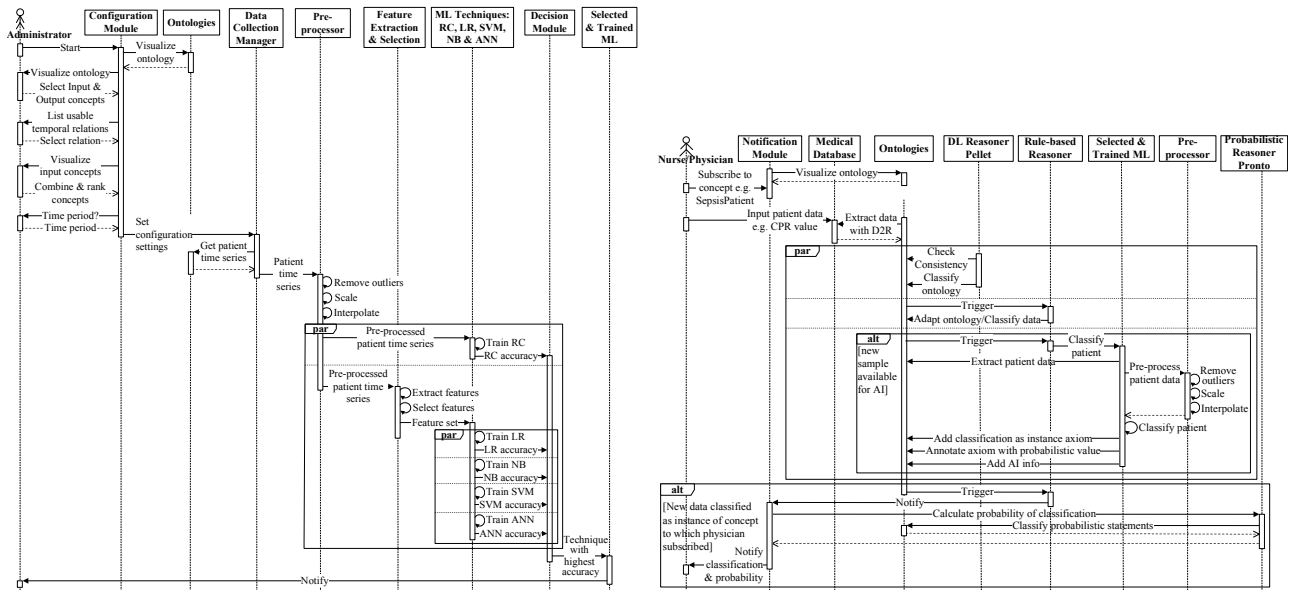 Administrator
Configuration
Module
Ontologies
Data
Collection
Manager
Pre-
processor
Feature
Extraction
& Selection
ML Techniques:
RC, LR, SVM,
NB & ANN
Decision
Module
Selected
& Trained
ML
Start
Visualize
ontology
Visualize ontology
Select Input &
Output concepts
List usable
temporal relations
Select relation
Visualize
input concepts
Combine & rank
concepts
Time period?
Time period
Set
configuration
settings
Get patient
time series
Patient
time
series
Remove outliers
Scale
Interpolate
par
Pre-processed
patient time series
Train RC
RC accuracy
Pre-processed
patient time
series
Extract features
Select features
Feature set
par
Train LR
LR accuracy
Train NB
NB accuracy
Train SVM
SVM accuracy
Train ANN
ANN accuracy
Technique
with
highest
accuracy
Notify
Nurse/Physician
Notification
Module
Medical
Database
Ontologies
DL Reasoner
Pellet
Rule-based
Reasoner
Selected &
Trained ML
Pre-
processor
Probabilistic
Reasoner
Pronto
Subscribe to
concept e.g.
SepsisPatient
Visualize ontology
Input patient data
e.g. CPR value
Extract data
with D2R
par
Check
Consistency
Classify
ontology
Trigger
Adapt ontology/Classify data
alt
[new
sample
available
for AI]
Trigger
Classify
patient
Extract patient data
Pre-process
patient data
Remove
outliers
Scale
Interpolate
Classify patient
Add classification as instance axiom
Annotate axiom with probabilistic value
Add AI info
alt
[New data classified
as instance of concept
to which physician
subscribed]
Trigger
Notify
Calculate probability of classification
Classify probabilistic statements
Notify
classification
& probability